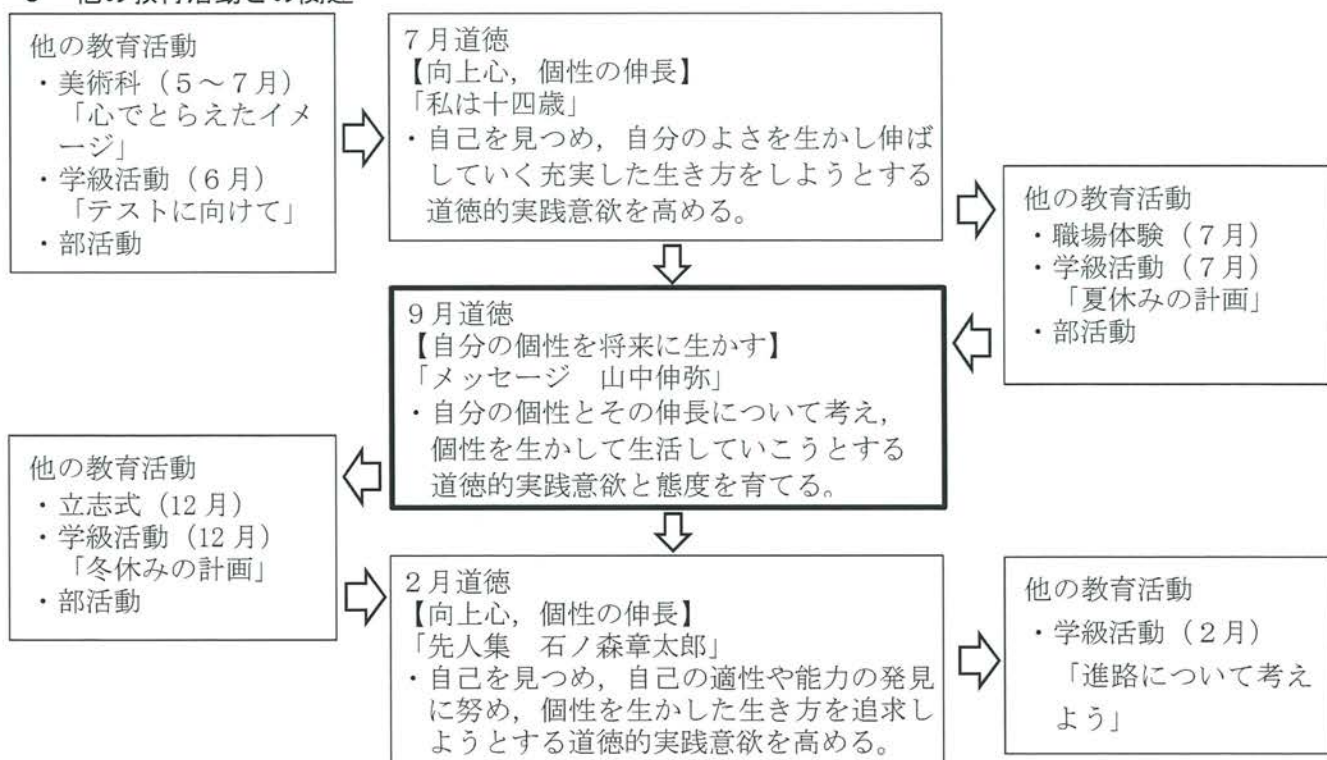 他の教育活動との関連
他の教育活動
・美術科（５～７月）
「心でとらえたイメ
ージ」
・学級活動（６月）
「テストに向けて」
・部活動
７月道徳
【向上心，個性の伸長】
「私は十四歳」
・自己を見つめ，自分のよさを生かし伸ば
していく充実した生き方をしようとする
道徳的実践意欲を高める。
他の教育活動
・職場体験（７月）
・学級活動（７月）
「夏休みの計画」
・部活動
９月道徳
【自分の個性を将来に生かす】
「メッセージ　山中伸弥」
・自分の個性とその伸長について考え，
個性を生かして生活していこうとする
道徳的実践意欲と態度を育てる。
他の教育活動
・立志式（12月）
・学級活動（12月）
「冬休みの計画」
・部活動
２月道徳
【向上心，個性の伸長】
「先人集　石ノ森章太郎」
・自己を見つめ，自己の適性や能力の発見
に努め，個性を生かした生き方を追求し
ようとする道徳的実践意欲を高める。
他の教育活動
・学級活動（２月）
「進路について考え
よう」